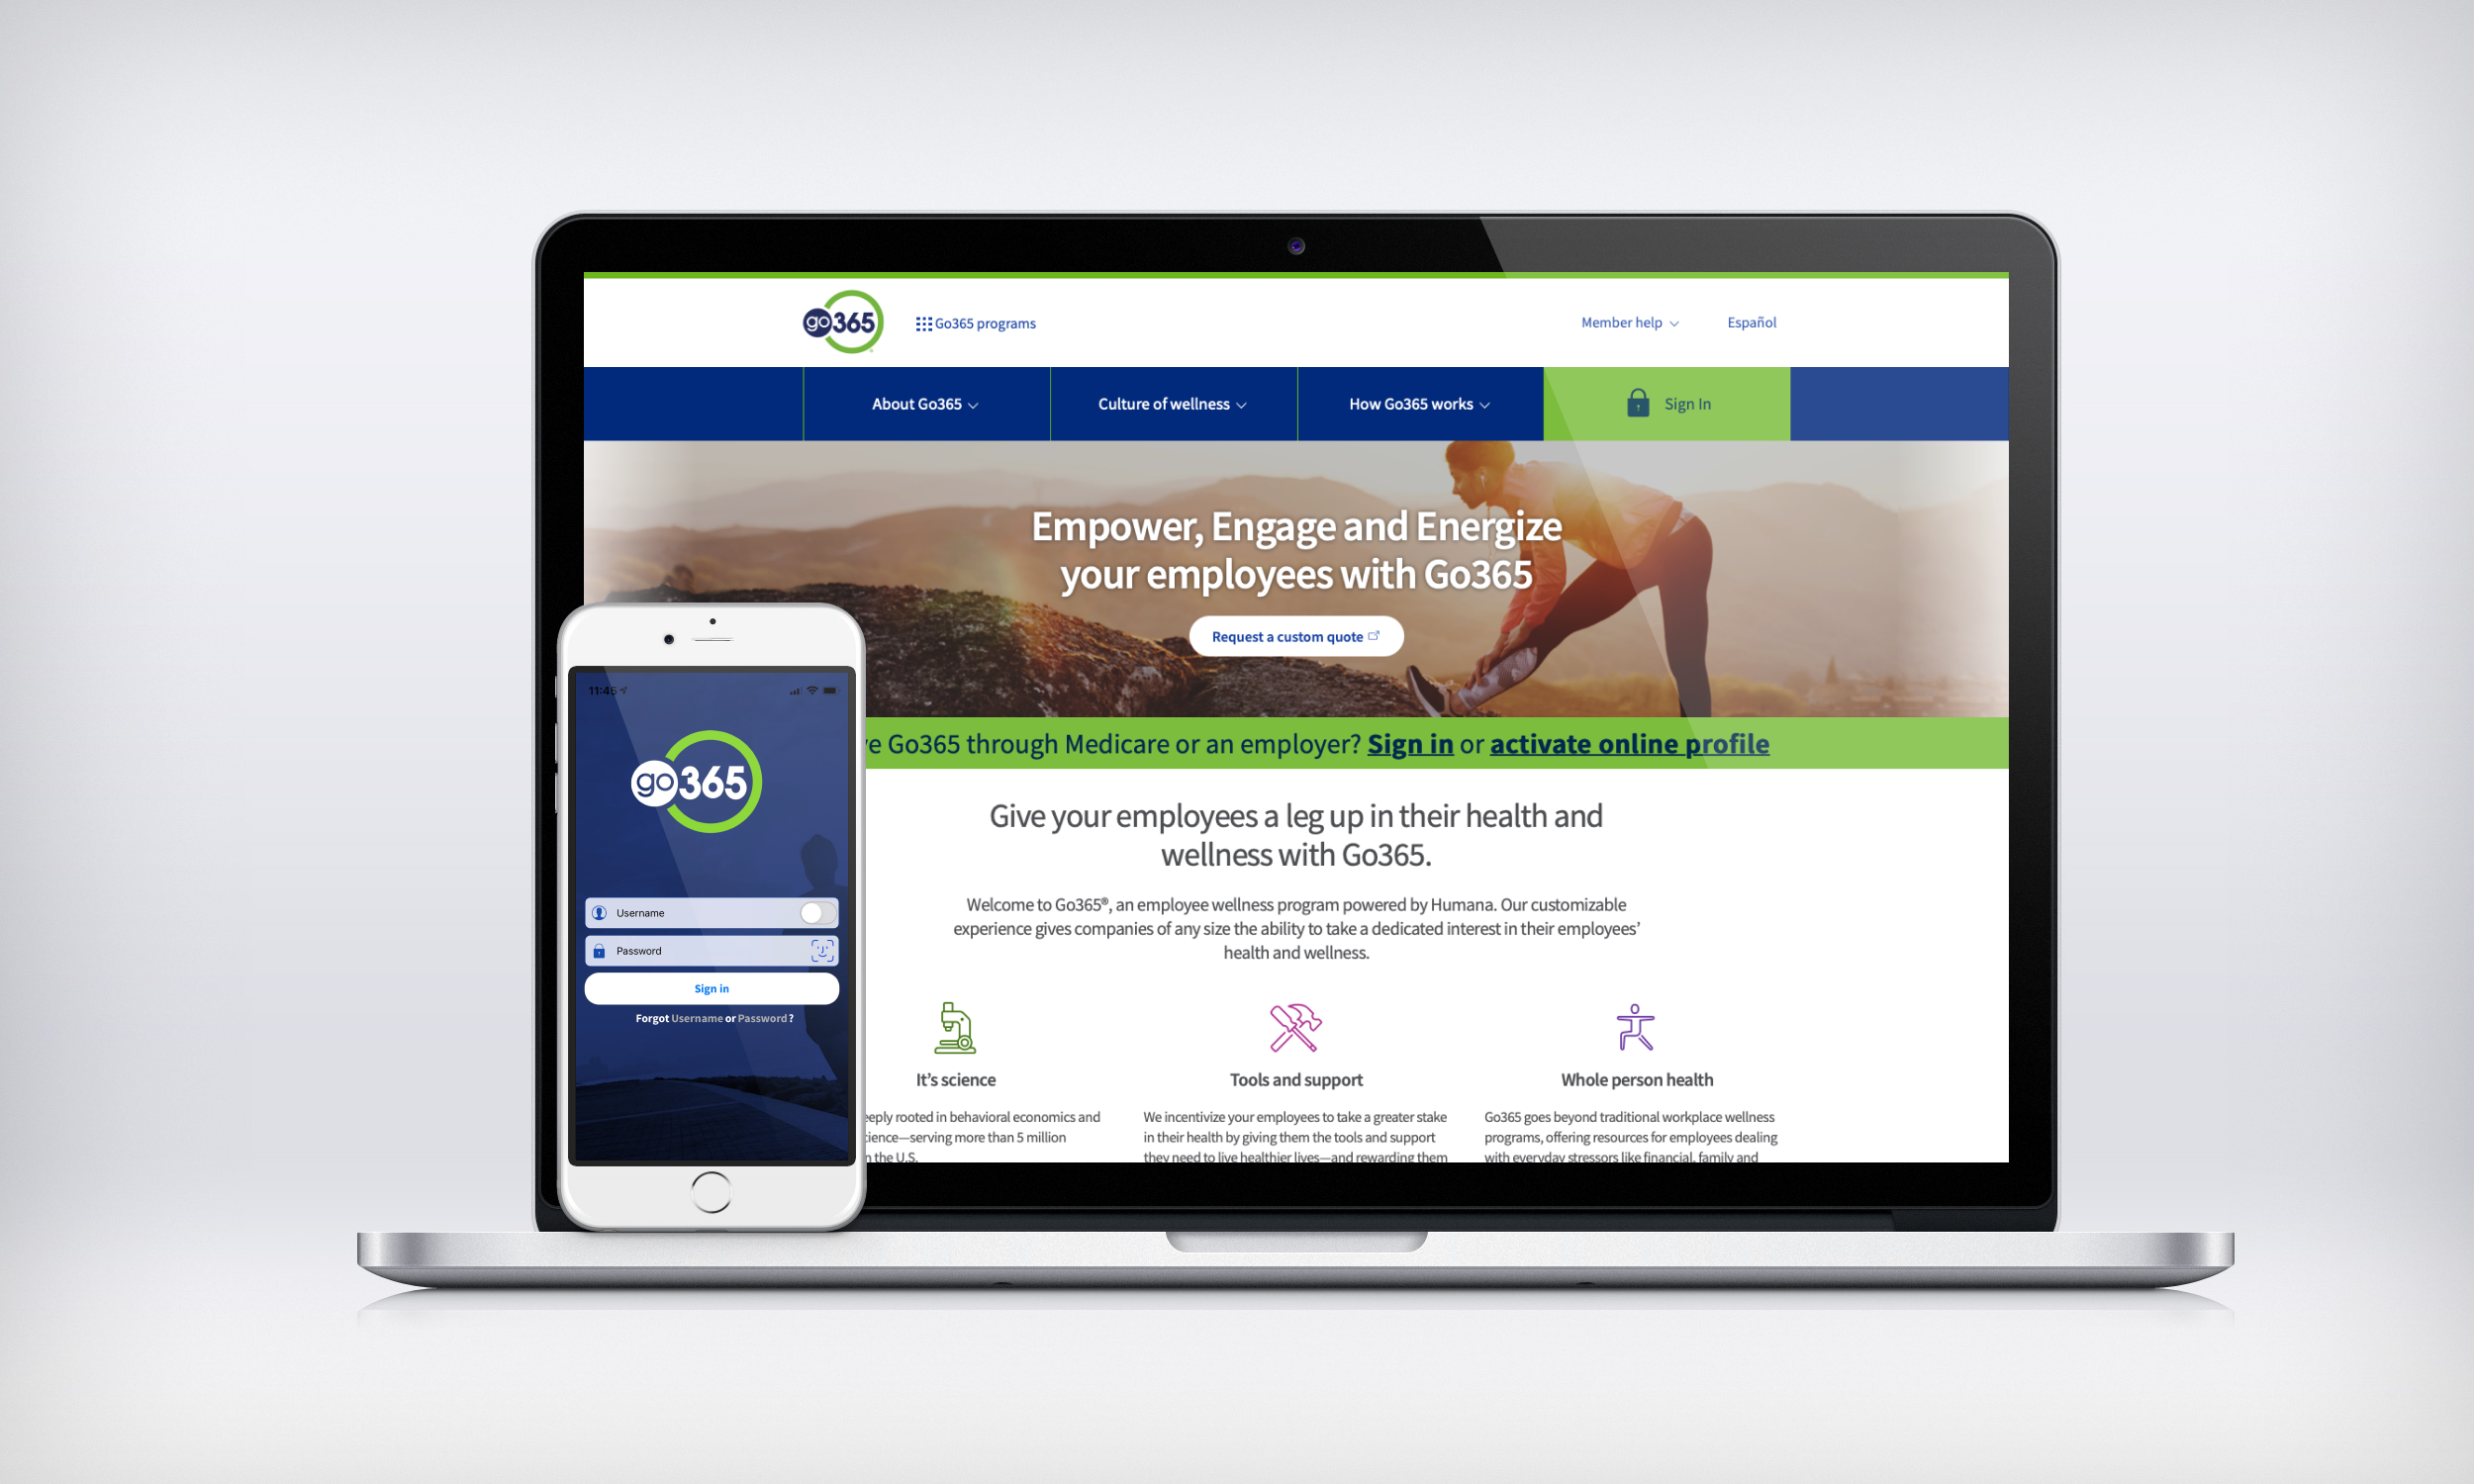 go365
Go365 programs
Member help
Español
About Go365
Culture of wellness
How Go365 works
Sign In
Empower, Engage and Energize
your employees with Go365
Request a custom quote
Go365 through Medicare or an employer? Sign in or activate online profile
Give your employees a leg up in their health and
wellness with Go365.
Welcome to Go365®, an employee wellness program powered by Humana. Our customizable
experience gives companies of any size the ability to take a dedicated interest in their employees’
health and wellness.
It’s science
rooted in behavioral economics and
—serving more than 5 million
the U.S.
Tools and support
We incentivize your employees to take a greater stake
in their health by giving them the tools and support
they need to live healthier lives—and rewarding them
Whole person health
Go365 goes beyond traditional workplace wellness
programs, offering resources for employees dealing
with everyday stressors like financial, family and
11:45
go365
Username
Password
Sign in
Forgot Username or Password?